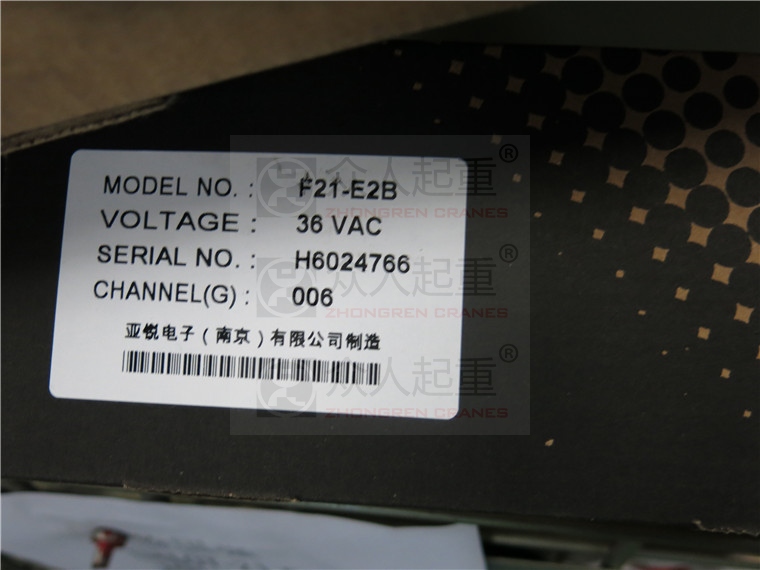 MODEL NO. : F21-E2B
VOLTAGE : 36 VAC
SERIAL NO. : H6024766
CHANNEL(G) : 006
亚锐电子（南京）有限公司制造
众人起重®
ZHONGREN CRANES
众人起重®
ZHONGREN CRANES
众人起重®
ZHONGREN CRANES